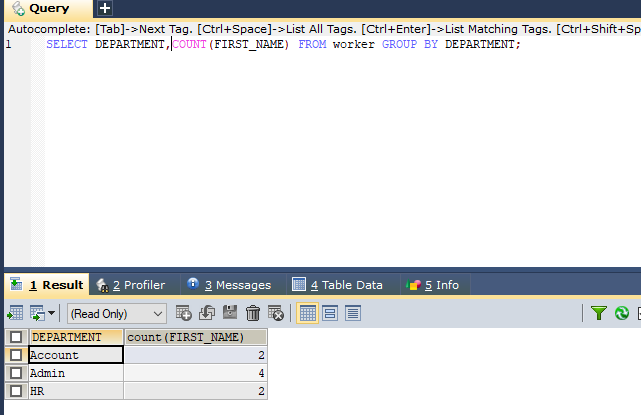 Query
Autocomplete: [Tab]->Next Tag. [Ctrl+Space]->List All Tags. [Ctrl+Enter]->List Matching Tags. [Ctrl+Shift+Sp
1 SELECT DEPARTMENT,COUNT(FIRST_NAME) FROM worker GROUP BY DEPARTMENT;
1 Result 2 Profiler 3 Messages 4 Table Data 5 Info
(Read Only)
DEPARTMENT count(FIRST_NAME)
Account 2
Admin 4
HR 2